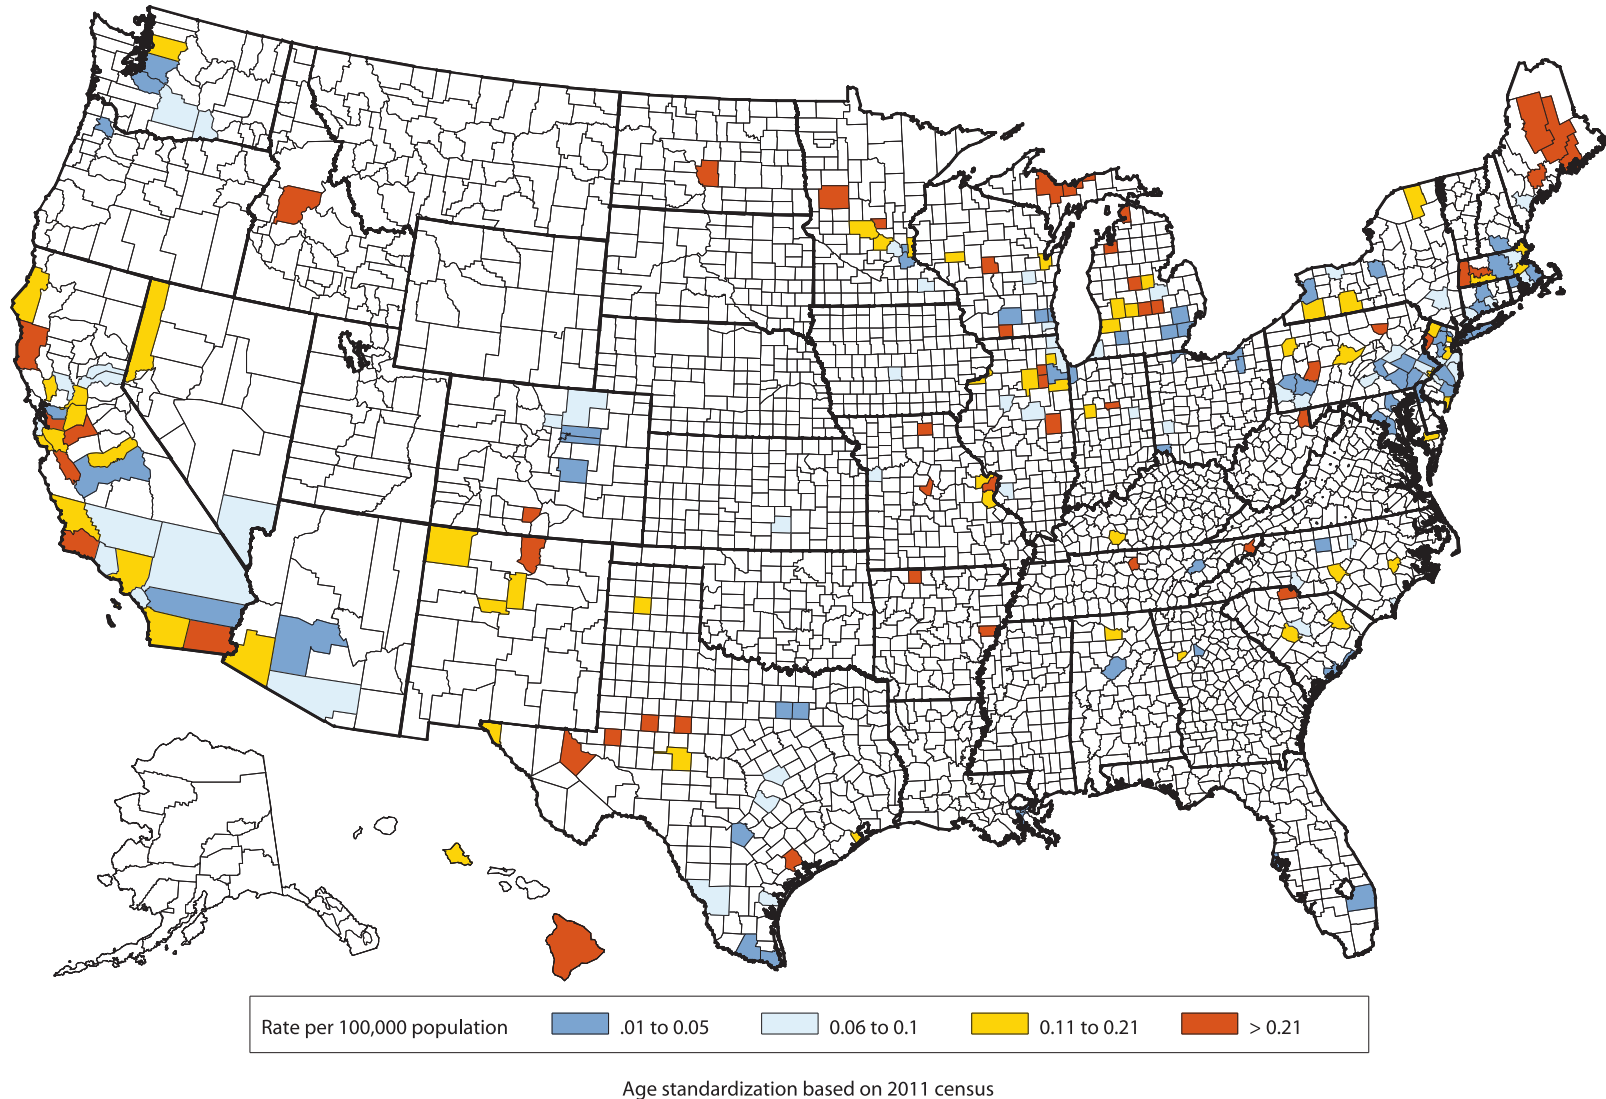 Rate per 100,000 population .01 to 0.05 0.06 to 0.1 0.11 to 0.21 > 0.21
Age standardization based on 2011 census